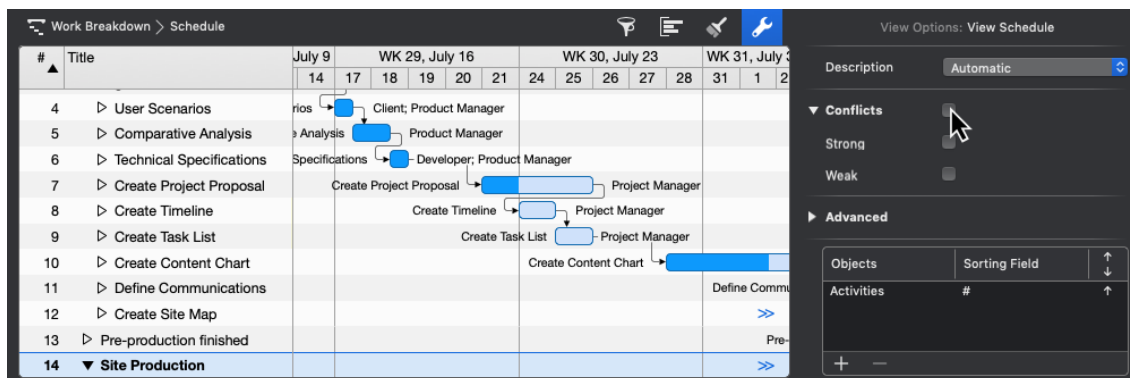 Work Breakdown > Schedule
View Options: View Schedule
# Title
July 9 WK 29, July 16 WK 30, July 23 WK 31, July
14 17 18 19 20 21 24 25 26 27 28 31 1 2
Description Automatic
Conflicts
Strong
Weak
Advanced
Objects Sorting Field
Activities #
4 User Scenarios rios Client; Product Manager
5 Comparative Analysis Analysis Product Manager
6 Technical Specifications Specifications Developer; Product Manager
7 Create Project Proposal Create Project Proposal Project Manager
8 Create Timeline Create Timeline Project Manager
9 Create Task List Create Task List Project Manager
10 Create Content Chart Create Content Chart
11 Define Communications Define Commu
12 Create Site Map
13 Pre-production finished Pre-
14 Site Production